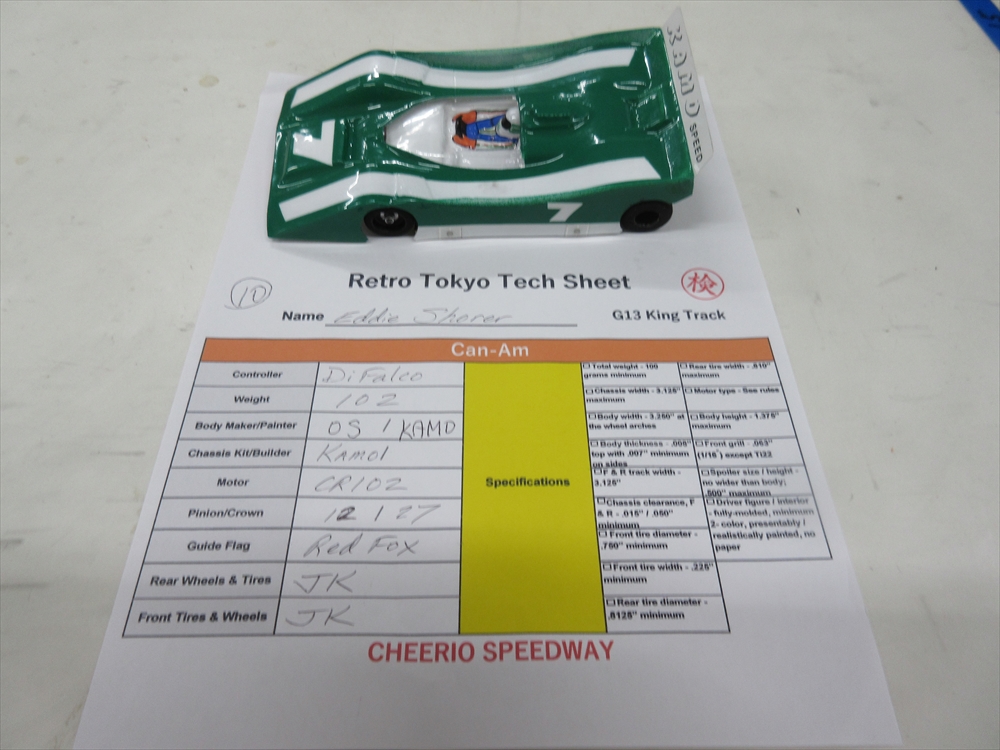 KAMO SPEED
7
7
Retro Tokyo Tech Sheet
検
10
Name Eddie Shorer
G13 King Track
Can-Am
Controller DiFalco
Weight 102
Body Maker/Painter OS / KAMO
Chassis Kit/Builder KAMO1
Motor CR102
Pinion/Crown 12 / 27
Guide Flag Red Fox
Rear Wheels & Tires JK
Front Tires & Wheels JK
Specifications
Total weight - 100
grams minimum
Chassis width - 3.125"
maximum
Body width - 3.250" at
the wheel arches
Body thickness - .005"
top with .007" minimum
on sides
F & R track width -
3.125"
Chassis clearance, F
& R - .015" / .050"
minimum
Front tire diameter -
.750" minimum
Front tire width - .225"
minimum
Rear tire diameter -
.8125" minimum
Rear tire width - .810"
maximum
Motor type - See rules
Body height - 1.375"
maximum
Front grill - .063"
(1/16") except Ti22
Spoiler size / height -
no wider than body;
.500" maximum
Driver figure / interior
- fully-molded, minimum
2- color, presentably /
realistically painted, no
paper
CHEERIO SPEEDWAY